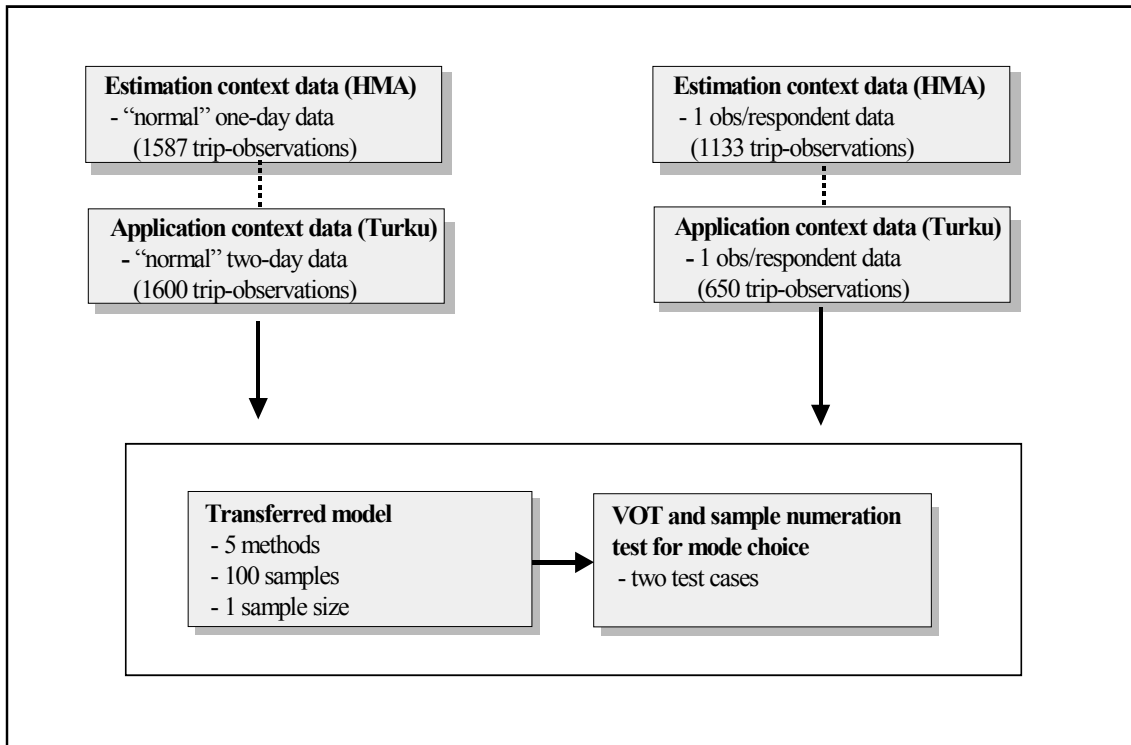 Estimation context data (HMA)
- “normal” one-day data
(1587 trip-observations)
Application context data (Turku)
- “normal” two-day data
(1600 trip-observations)
Estimation context data (HMA)
- 1 obs/respondent data
(1133 trip-observations)
Application context data (Turku)
- 1 obs/respondent data
(650 trip-observations)
Transferred model
- 5 methods
- 100 samples
- 1 sample size
VOT and sample numeration
test for mode choice
- two test cases